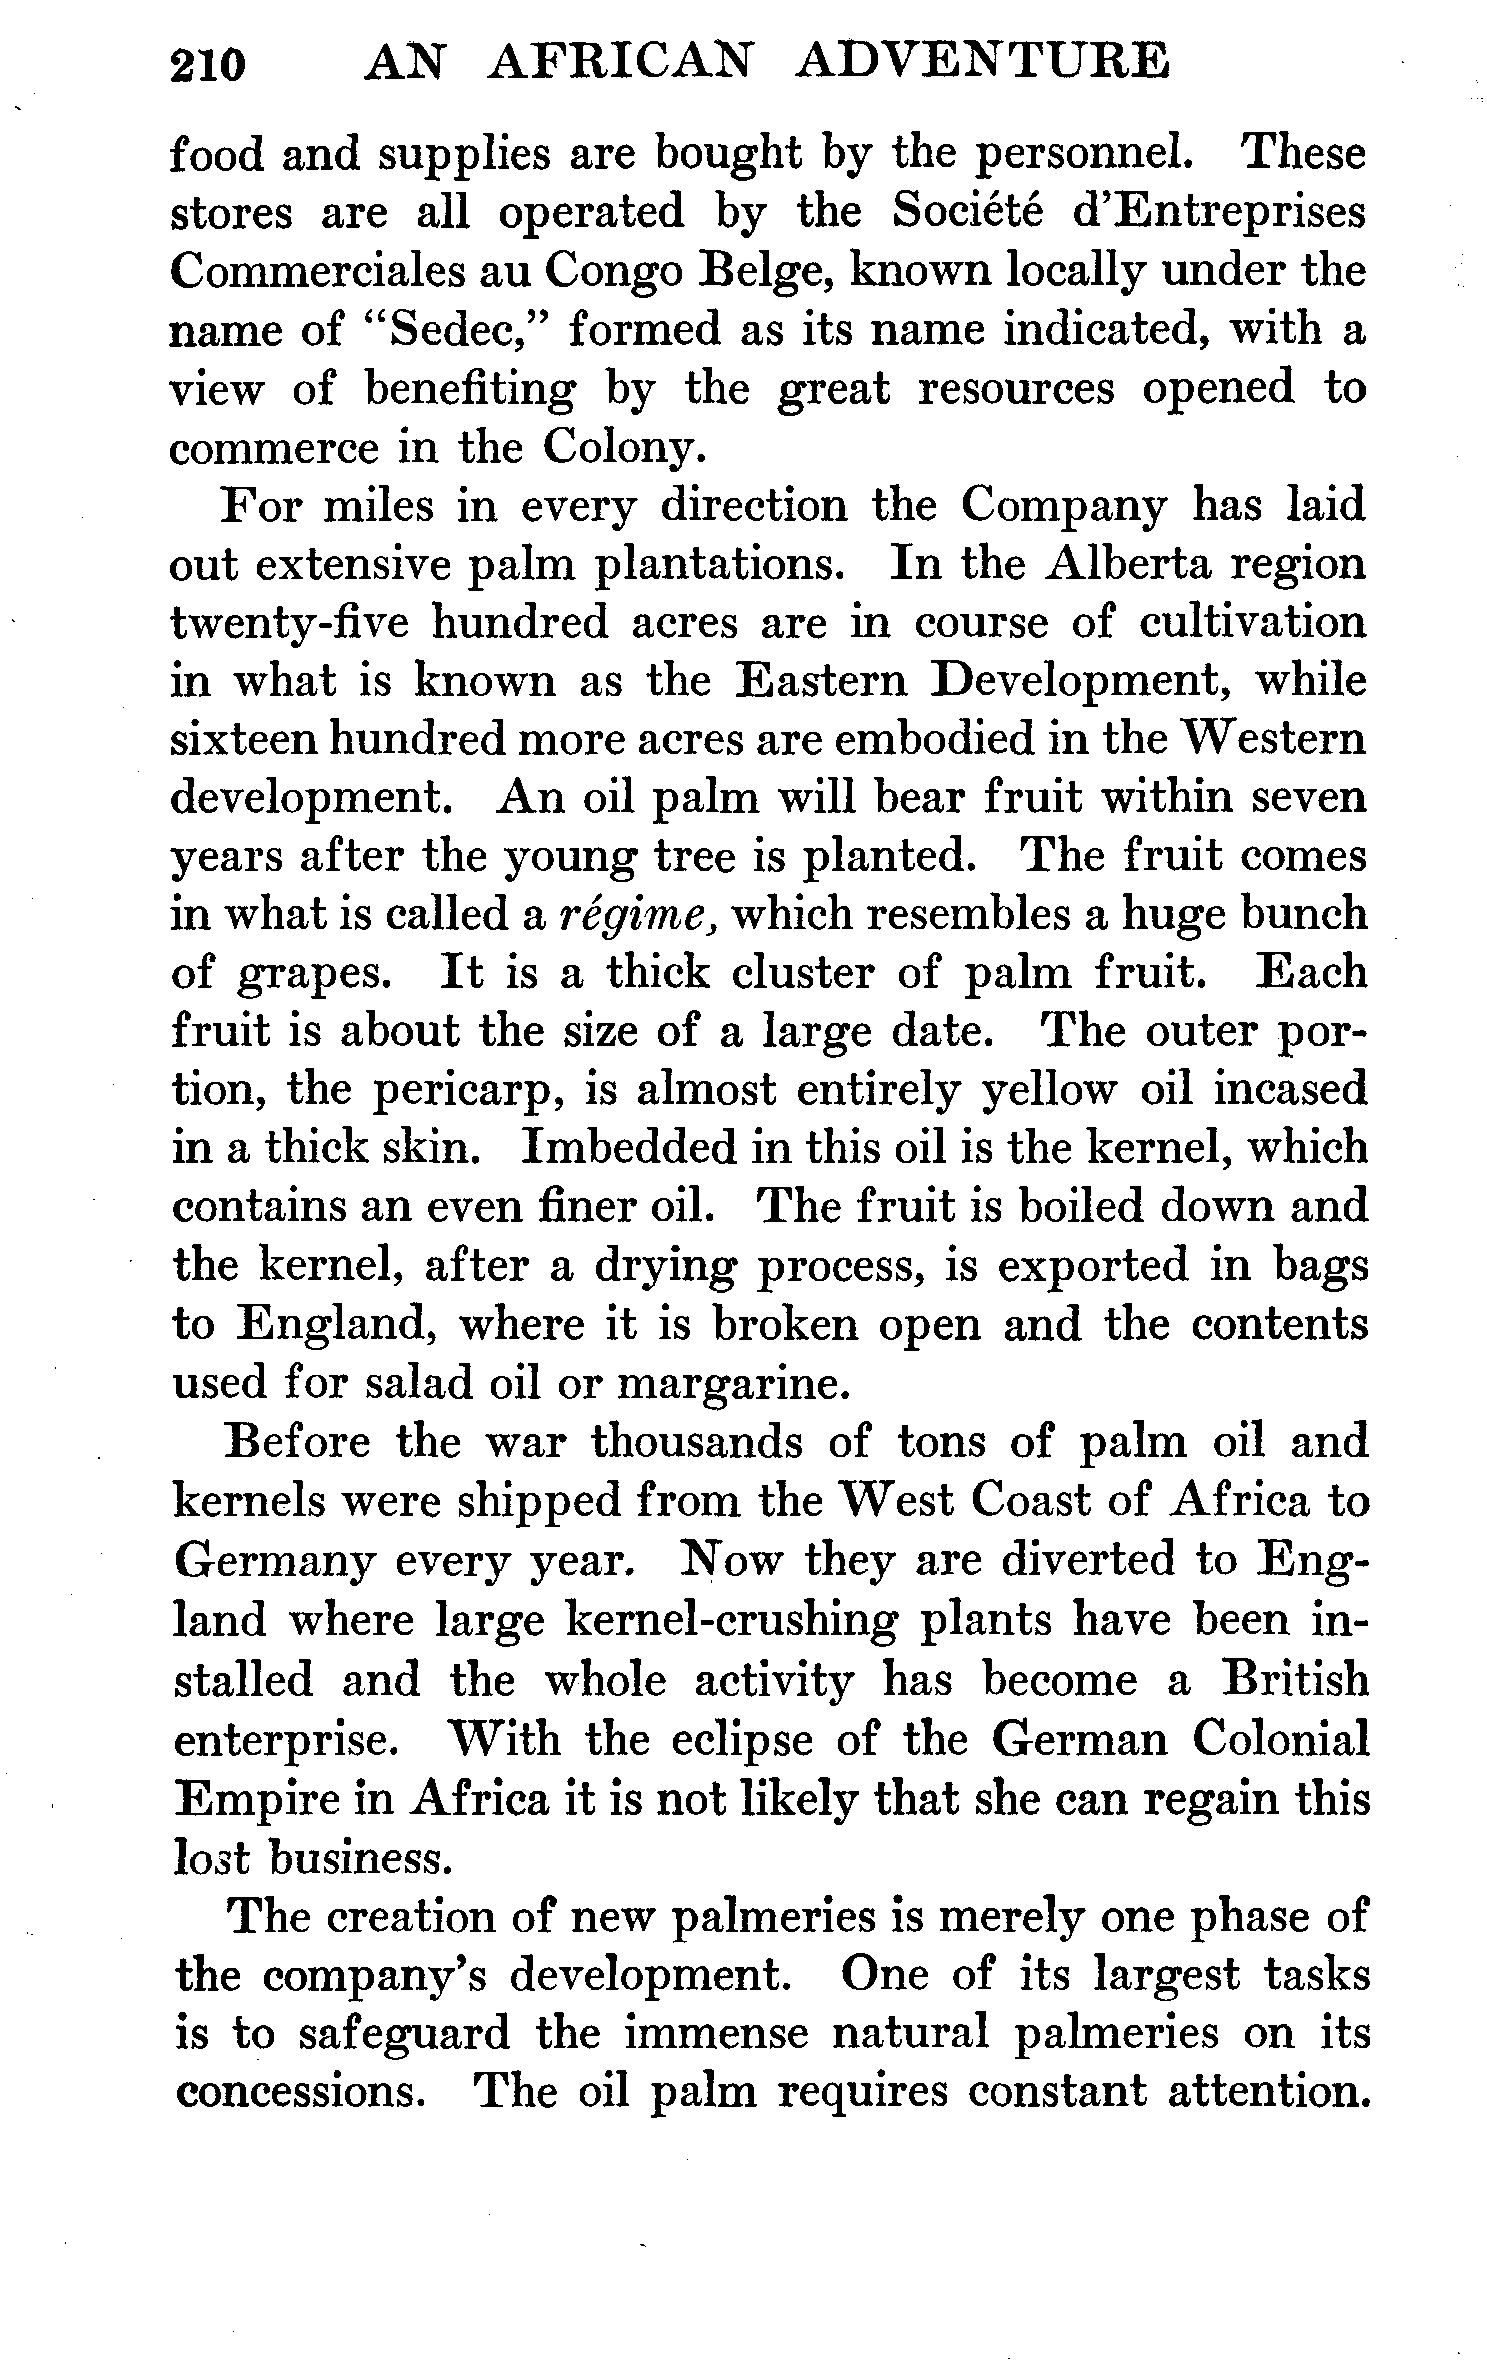 210 AN AFRICAN ADVENTURE
food and supplies are bought by the personnel. These
stores are all operated by the Société d'Entreprises
Commerciales au Congo Belge, known locally under the
name of "Sedec," formed as its name indicated, with a
view of benefiting by the great resources opened to
commerce in the Colony.
For miles in every direction the Company has laid
out extensive palm plantations. In the Alberta region
twenty-five hundred acres are in course of cultivation
in what is known as the Eastern Development, while
sixteen hundred more acres are embodied in the Western
development. An oil palm will bear fruit within seven
years after the young tree is planted. The fruit comes
in what is called a régime, which resembles a huge bunch
of grapes. It is a thick cluster of palm fruit. Each
fruit is about the size of a large date. The outer por-
tion, the pericarp, is almost entirely yellow oil incased
in a thick skin. Imbedded in this oil is the kernel, which
contains an even finer oil. The fruit is boiled down and
the kernel, after a drying process, is exported in bags
to England, where it is broken open and the contents
used for salad oil or margarine.
Before the war thousands of tons of palm oil and
kernels were shipped from the West Coast of Africa to
Germany every year. Now they are diverted to Eng-
land where large kernel-crushing plants have been in-
stalled and the whole activity has become a British
enterprise. With the eclipse of the German Colonial
Empire in Africa it is not likely that she can regain this
lost business.
The creation of new palmeries is merely one phase of
the company's development. One of its largest tasks
is to safeguard the immense natural palmeries on its
concessions. The oil palm requires constant attention.